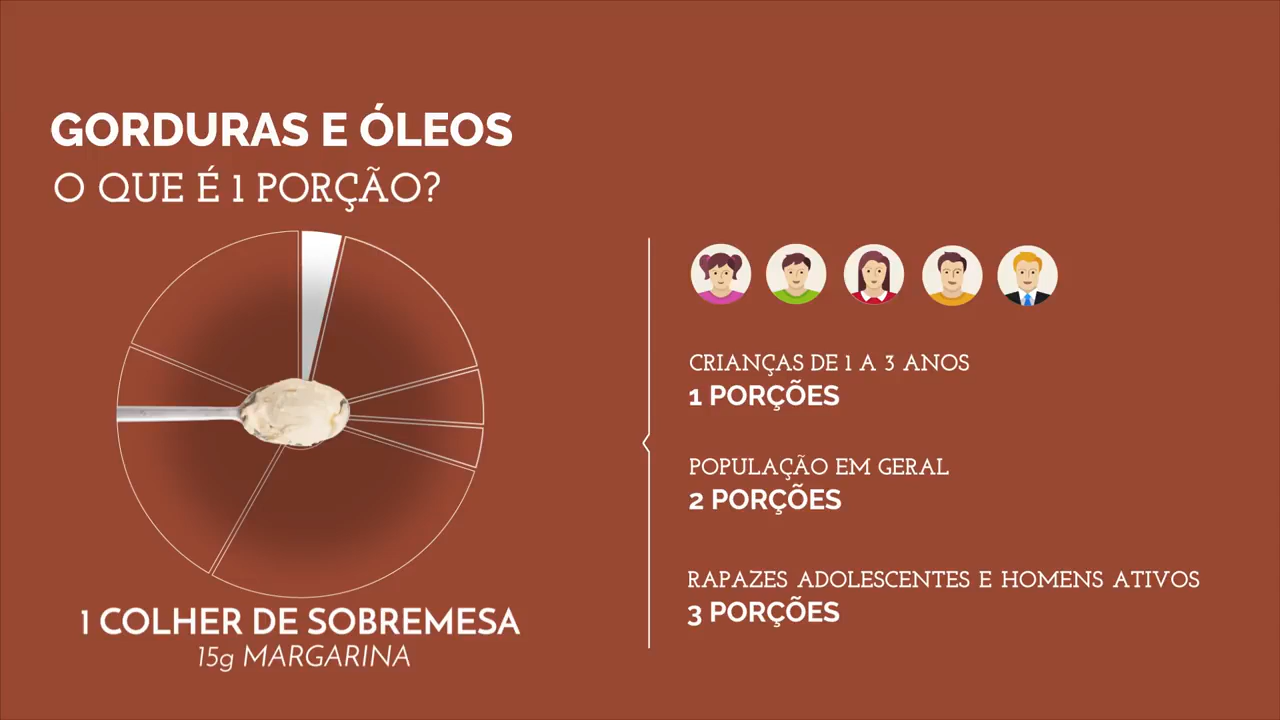 GORDURAS E ÓLEOS
O QUE É 1 PORÇÃO?
1 COLHER DE SOBREMESA
15g MARGARINA
CRIANÇAS DE 1 A 3 ANOS
1 PORÇÕES
POPULAÇÃO EM GERAL
2 PORÇÕES
RAPAZES ADOLESCENTES E HOMENS ATIVOS
3 PORÇÕES